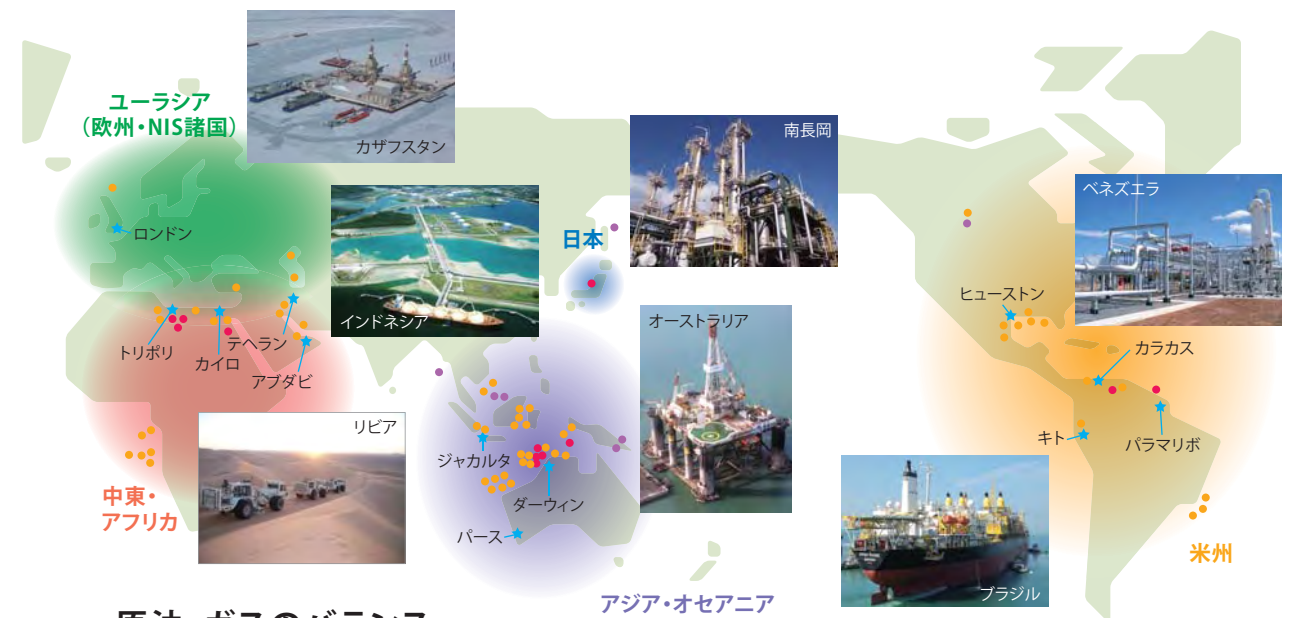 ユーラシア
（欧州・NIS諸国）
カザフスタン
南長岡
ベネズエラ
ロンドン
日本
インドネシア
ヒューストン
オーストラリア
トリポリ
カイロ
テヘラン
アブダビ
カラカス
リビア
キト
パラマリボ
ジャカルタ
ダーウィン
パース
中東・
アフリカ
米州
ブラジル
アジア・オセアニア